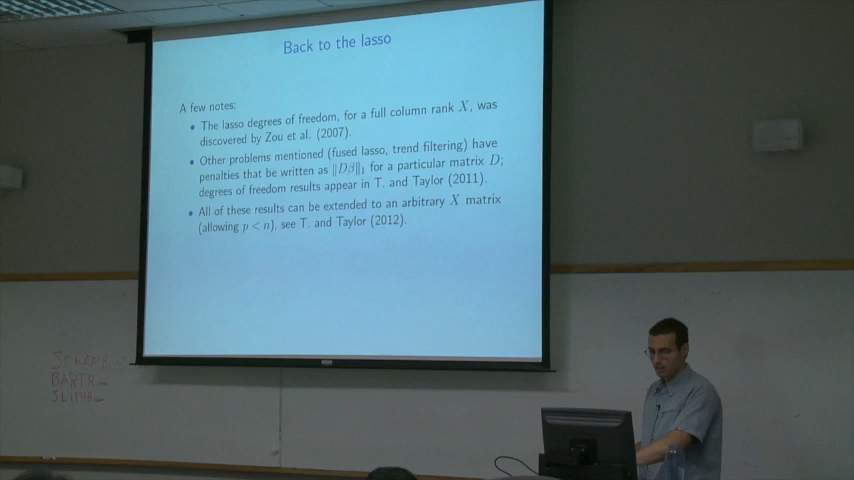 Back to the lasso
A few notes:
• The lasso degrees of freedom, for a full column rank X, was
discovered by Zou et al. (2007).
• Other problems mentioned (fused lasso, trend filtering) have
penalties that be written as ‖Dβ‖₁ for a particular matrix D;
degrees of freedom results appear in T. and Taylor (2011).
• All of these results can be extended to an arbitrary X matrix
(allowing p < n), see T. and Taylor (2012).